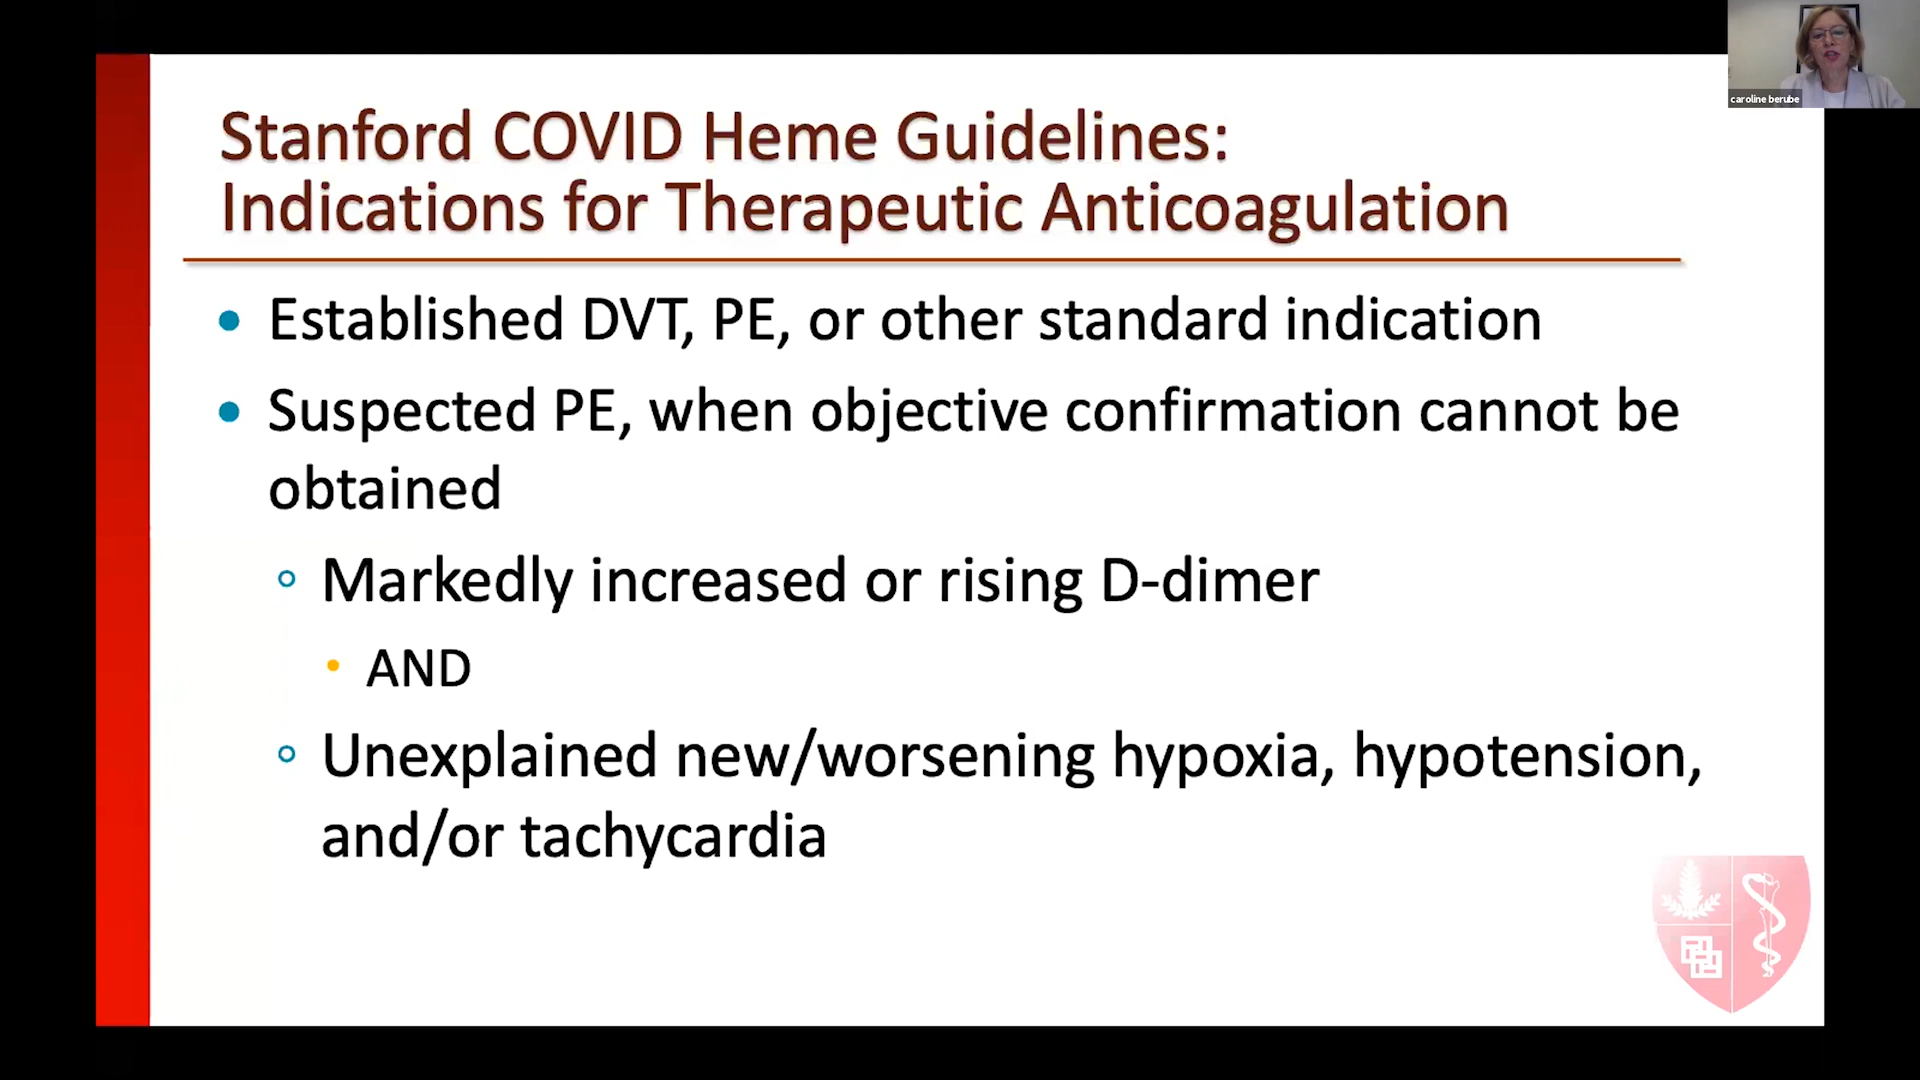 caroline berube
Stanford COVID Heme Guidelines:
Indications for Therapeutic Anticoagulation
• Established DVT, PE, or other standard indication
• Suspected PE, when objective confirmation cannot be
obtained
◦ Markedly increased or rising D-dimer
• AND
◦ Unexplained new/worsening hypoxia, hypotension,
and/or tachycardia